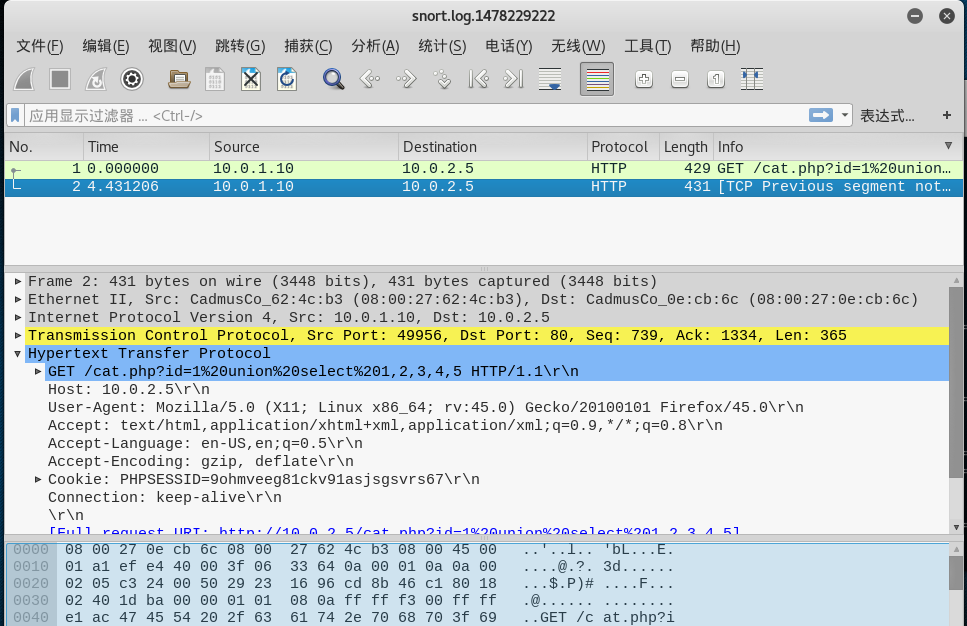 snort.log.1478229222
文件(F) 编辑(E) 视图(V) 跳转(G) 捕获(C) 分析(A) 统计(S) 电话(Y) 无线(W) 工具(T) 帮助(H)
应用显示过滤器 … <Ctrl-/> 表达式… +
No. Time Source Destination Protocol Length Info
1 0.000000 10.0.1.10 10.0.2.5 HTTP 429 GET /cat.php?id=1%20union…
2 4.431206 10.0.1.10 10.0.2.5 HTTP 431 [TCP Previous segment not…
Frame 2: 431 bytes on wire (3448 bits), 431 bytes captured (3448 bits)
Ethernet II, Src: CadmusCo_62:4c:b3 (08:00:27:62:4c:b3), Dst: CadmusCo_0e:cb:6c (08:00:27:0e:cb:6c)
Internet Protocol Version 4, Src: 10.0.1.10, Dst: 10.0.2.5
Transmission Control Protocol, Src Port: 49956, Dst Port: 80, Seq: 739, Ack: 1334, Len: 365
Hypertext Transfer Protocol
GET /cat.php?id=1%20union%20select%201,2,3,4,5 HTTP/1.1\r\n
Host: 10.0.2.5\r\n
User-Agent: Mozilla/5.0 (X11; Linux x86_64; rv:45.0) Gecko/20100101 Firefox/45.0\r\n
Accept: text/html,application/xhtml+xml,application/xml;q=0.9,*/*;q=0.8\r\n
Accept-Language: en-US,en;q=0.5\r\n
Accept-Encoding: gzip, deflate\r\n
Cookie: PHPSESSID=9ohmveeg81ckv91asjsgsvrs67\r\n
Connection: keep-alive\r\n
\r\n
[Full request URI: http://10.0.2.5/cat.php?id=1%20union%20select%201,2,3,4,5]
0000 08 00 27 0e cb 6c 08 00 27 62 4c b3 08 00 45 00 ..'..l.. 'bL...E.
0010 01 a1 ef e4 40 00 3f 06 33 64 0a 00 01 0a 0a 00 ....@.?. 3d......
0020 02 05 c3 24 00 50 29 23 16 96 cd 8b 46 c1 80 18 ...$.P)# ....F...
0030 02 40 1d ba 00 00 01 01 08 0a ff ff f3 00 ff ff .@...... ........
0040 e1 ac 47 45 54 20 2f 63 61 74 2e 70 68 70 3f 69 ..GET /c at.php?i